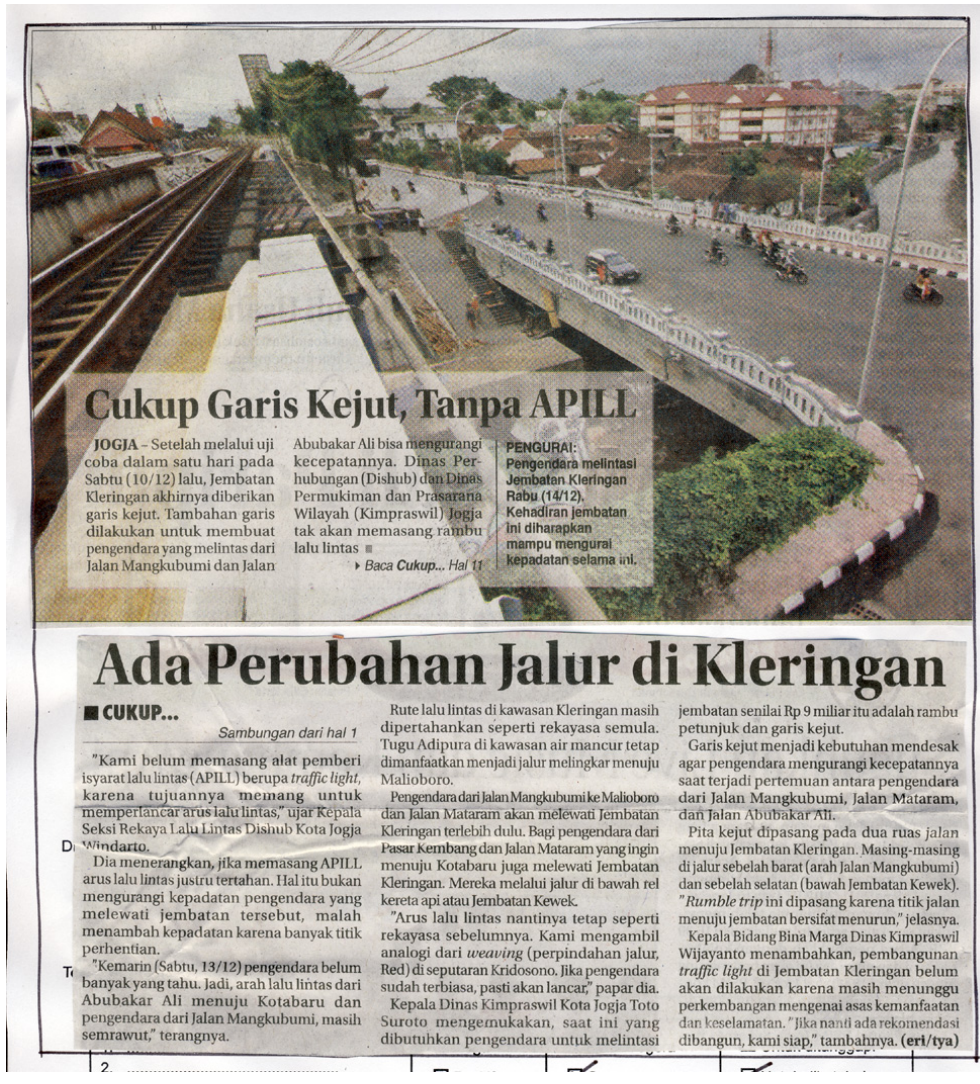 Cukup Garis Kejut, Tanpa APILL
JOGJA – Setelah melalui uji
coba dalam satu hari pada
Sabtu (10/12) lalu, Jembatan
Kleringan akhirnya diberikan
garis kejut. Tambahan garis
dilakukan untuk membuat
pengendara yang melintas dari
Jalan Mangkubumi dan Jalan
Abubakar Ali bisa mengurangi
kecepatannya. Dinas Per-
hubungan (Dishub) dan Dinas
Permukiman dan Prasarana
Wilayah (Kimpraswil) Jogja
tak akan memasang rambu
lalu lintas ■
▸ Baca Cukup... Hal 11
PENGURAI:
Pengendara melintasi
Jembatan Kleringan
Rabu (14/12).
Kehadiran jembatan
ini diharapkan
mampu mengurai
kepadatan selama ini.
Ada Perubahan Jalur di Kleringan
■ CUKUP...
Sambungan dari hal 1
"Kami belum memasang alat pemberi
isyarat lalu lintas (APILL) berupa traffic light,
karena tujuannya memang untuk
memperlancar arus lalu lintas," ujar Kepala
Seksi Rekaya Lalu Lintas Dishub Kota Jogja
Windarto.
Dia menerangkan, jika memasang APILL
arus lalu lintas justru tertahan. Hal itu bukan
mengurangi kepadatan pengendara yang
melewati jembatan tersebut, malah
menambah kepadatan karena banyak titik
perhentian.
"Kemarin (Sabtu, 13/12) pengendara belum
banyak yang tahu. Jadi, arah lalu lintas dari
Abubakar Ali menuju Kotabaru dan
pengendara dari Jalan Mangkubumi, masih
semrawut," terangnya.
Rute lalu lintas di kawasan Kleringan masih
dipertahankan seperti rekayasa semula.
Tugu Adipura di kawasan air mancur tetap
dimanfaatkan menjadi jalur melingkar menuju
Malioboro.
Pengendara dari Jalan Mangkubumi ke Malioboro
dan Jalan Mataram akan melewati Jembatan
Kleringan terlebih dulu. Bagi pengendara dari
Pasar Kembang dan Jalan Mataram yang ingin
menuju Kotabaru juga melewati Jembatan
Kleringan. Mereka melalui jalur di bawah rel
kereta api atau Jembatan Kewek.
"Arus lalu lintas nantinya tetap seperti
rekayasa sebelumnya. Kami mengambil
analogi dari weaving (perpindahan jalur,
Red) di seputaran Kridosono. Jika pengendara
sudah terbiasa, pasti akan lancar," papar dia.
Kepala Dinas Kimpraswil Kota Jogja Toto
Suroto mengemukakan, saat ini yang
dibutuhkan pengendara untuk melintasi
jembatan senilai Rp 9 miliar itu adalah rambu
petunjuk dan garis kejut.
Garis kejut menjadi kebutuhan mendesak
agar pengendara mengurangi kecepatannya
saat terjadi pertemuan antara pengendara
dari Jalan Mangkubumi, Jalan Mataram,
dan Jalan Abubakar Ali.
Pita kejut dipasang pada dua ruas jalan
menuju Jembatan Kleringan. Masing-masing
di jalur sebelah barat (arah Jalan Mangkubumi)
dan sebelah selatan (bawah Jembatan Kewek).
"Rumble trip ini dipasang karena titik jalan
menuju jembatan bersifat menurun," jelasnya.
Kepala Bidang Bina Marga Dinas Kimpraswil
Wijayanto menambahkan, pembangunan
traffic light di Jembatan Kleringan belum
akan dilakukan karena masih menunggu
perkembangan mengenai asas kemanfaatan
dan keselamatan. "Jika nanti ada rekomendasi
dibangun, kami siap," tambahnya. (eri/tya)
2.